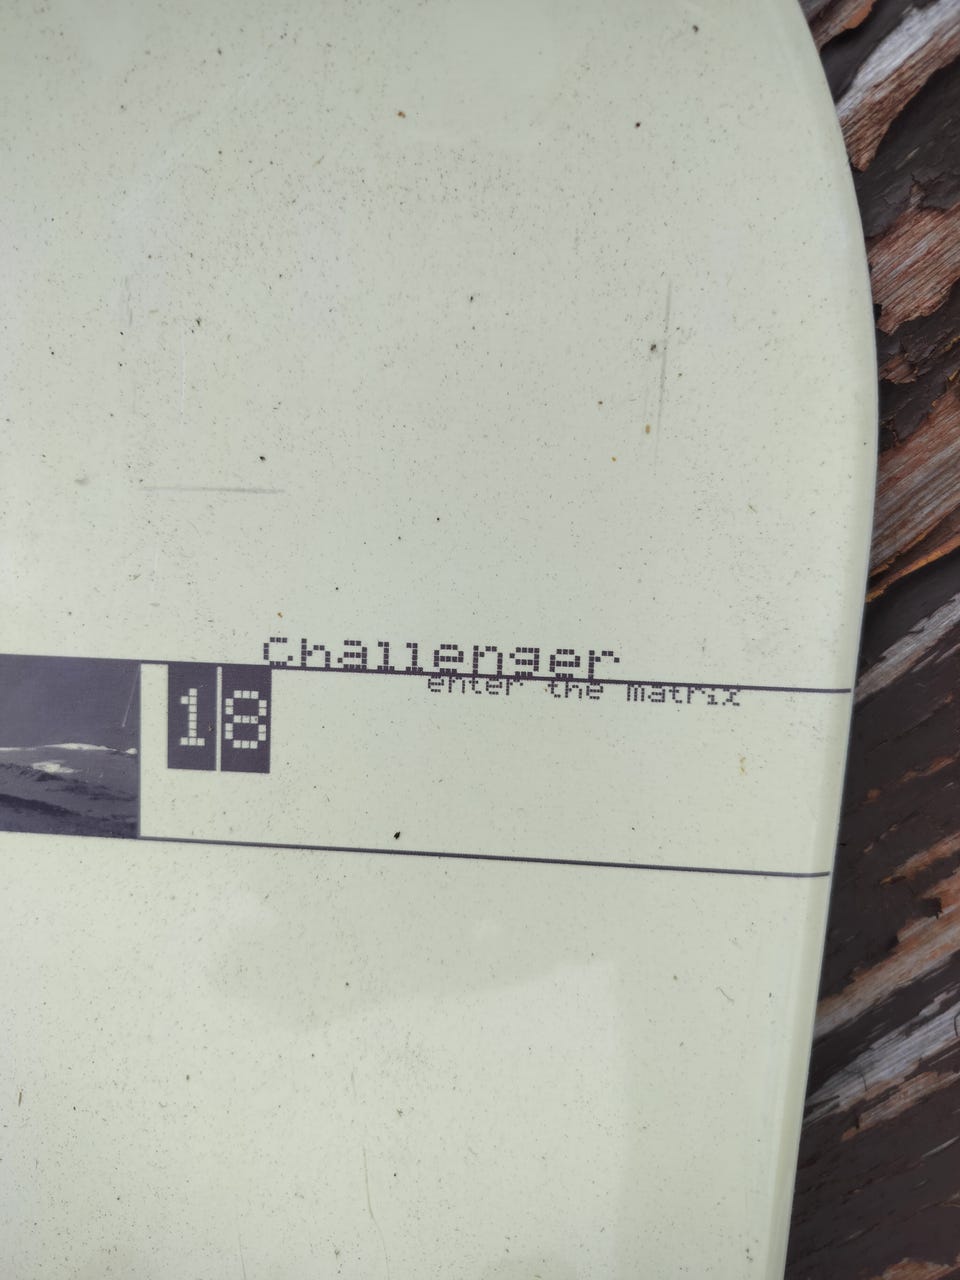 challenger
enter the matrix
18